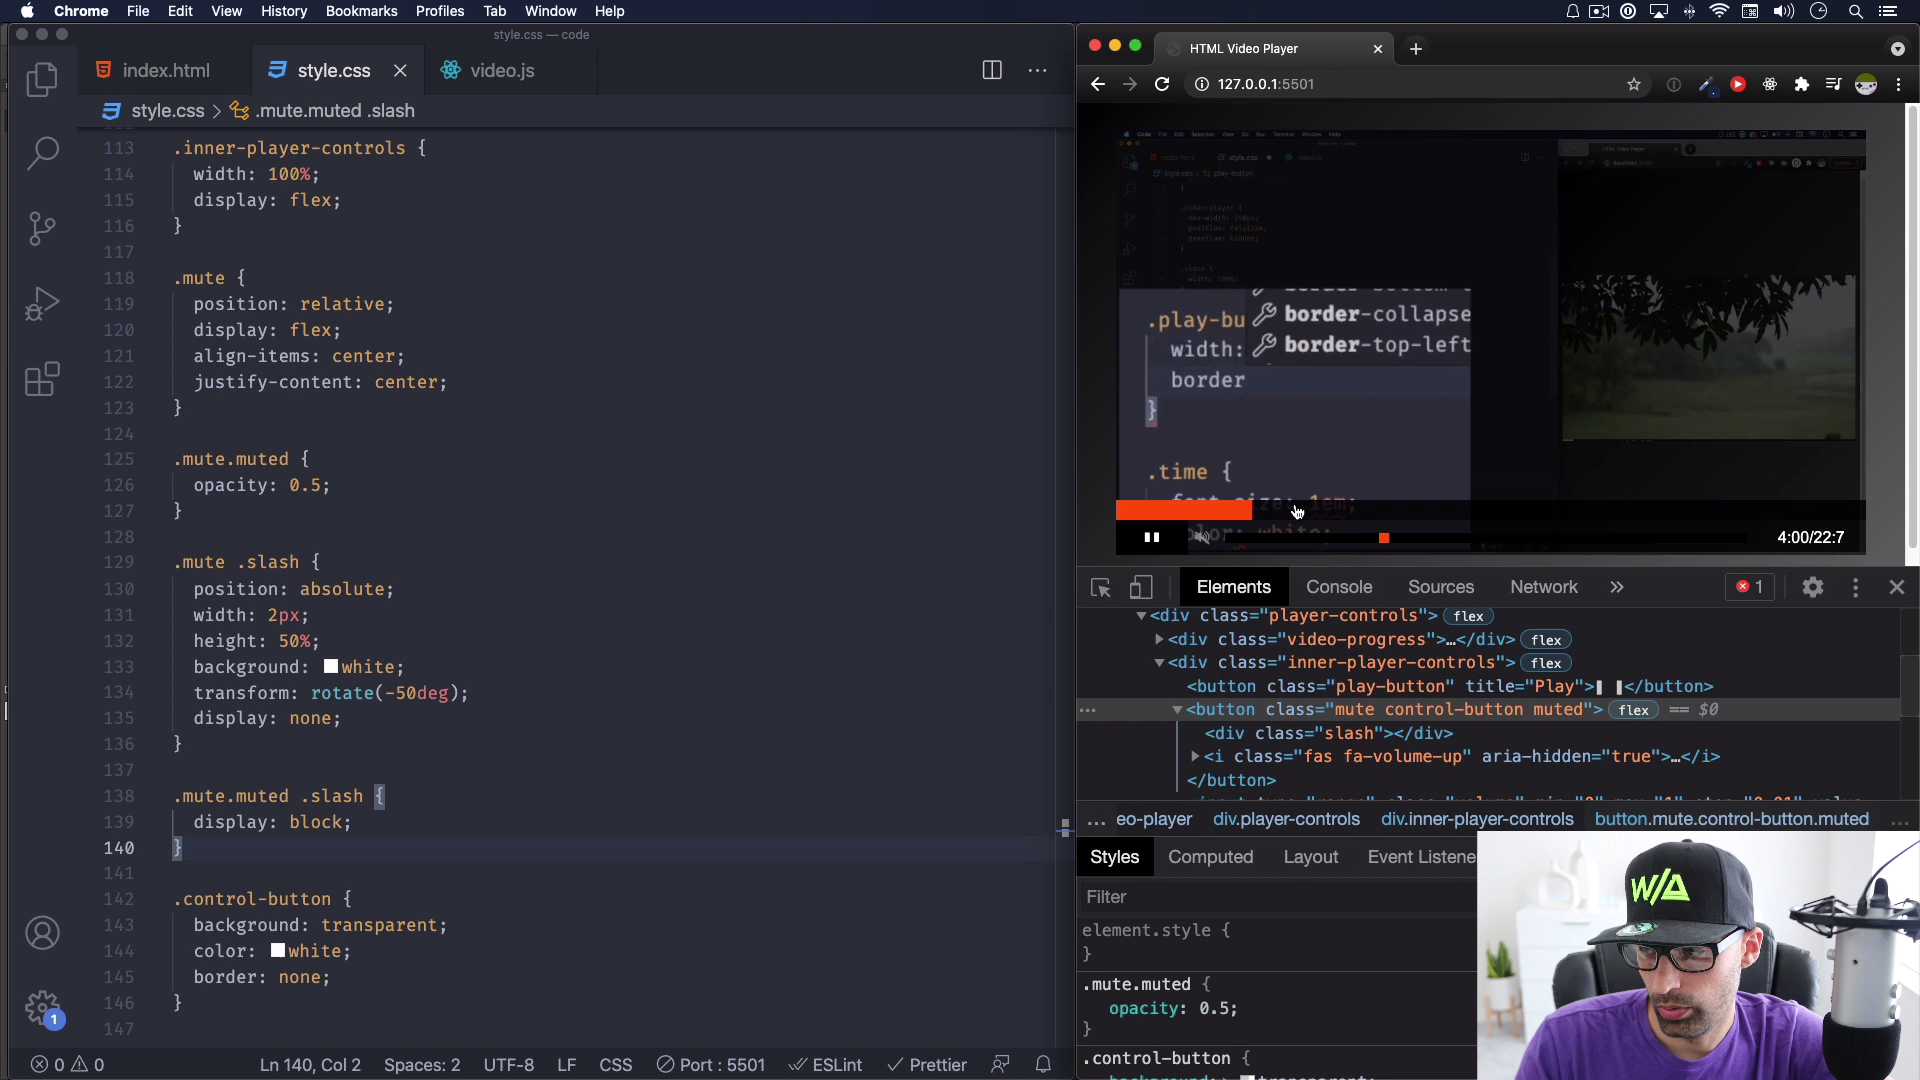 Chrome File Edit View History Bookmarks Profiles Tab Window Help
style.css — code
index.html
style.css
video.js
style.css > .mute.muted .slash
113 .inner-player-controls {
114 width: 100%;
115 display: flex;
116 }
117
118 .mute {
119 position: relative;
120 display: flex;
121 align-items: center;
122 justify-content: center;
123 }
124
125 .mute.muted {
126 opacity: 0.5;
127 }
128
129 .mute .slash {
130 position: absolute;
131 width: 2px;
132 height: 50%;
133 background: white;
134 transform: rotate(-50deg);
135 display: none;
136 }
137
138 .mute.muted .slash {
139 display: block;
140 }
141
142 .control-button {
143 background: transparent;
144 color: white;
145 border: none;
146 }
147
1
0 0
Ln 140, Col 2 Spaces: 2 UTF-8 LF CSS Port : 5501 ESLint Prettier
HTML Video Player
127.0.0.1:5501
.play-bu
border-collapse
width:
border-top-left
border
}
.time {
font-size: 1em;
color: white;
4:00/22:7
Elements Console Sources Network 1
<div class="player-controls"> flex
<div class="video-progress">…</div> flex
<div class="inner-player-controls"> flex
<button class="play-button" title="Play">❚ ❚</button>
<button class="mute control-button muted"> flex == $0
<div class="slash"></div>
<i class="fas fa-volume-up" aria-hidden="true">…</i>
</button>
… eo-player div.player-controls div.inner-player-controls button.mute.control-button.muted …
Styles Computed Layout Event Listene
Filter
element.style {
}
.mute.muted {
opacity: 0.5;
}
.control-button {
W/A